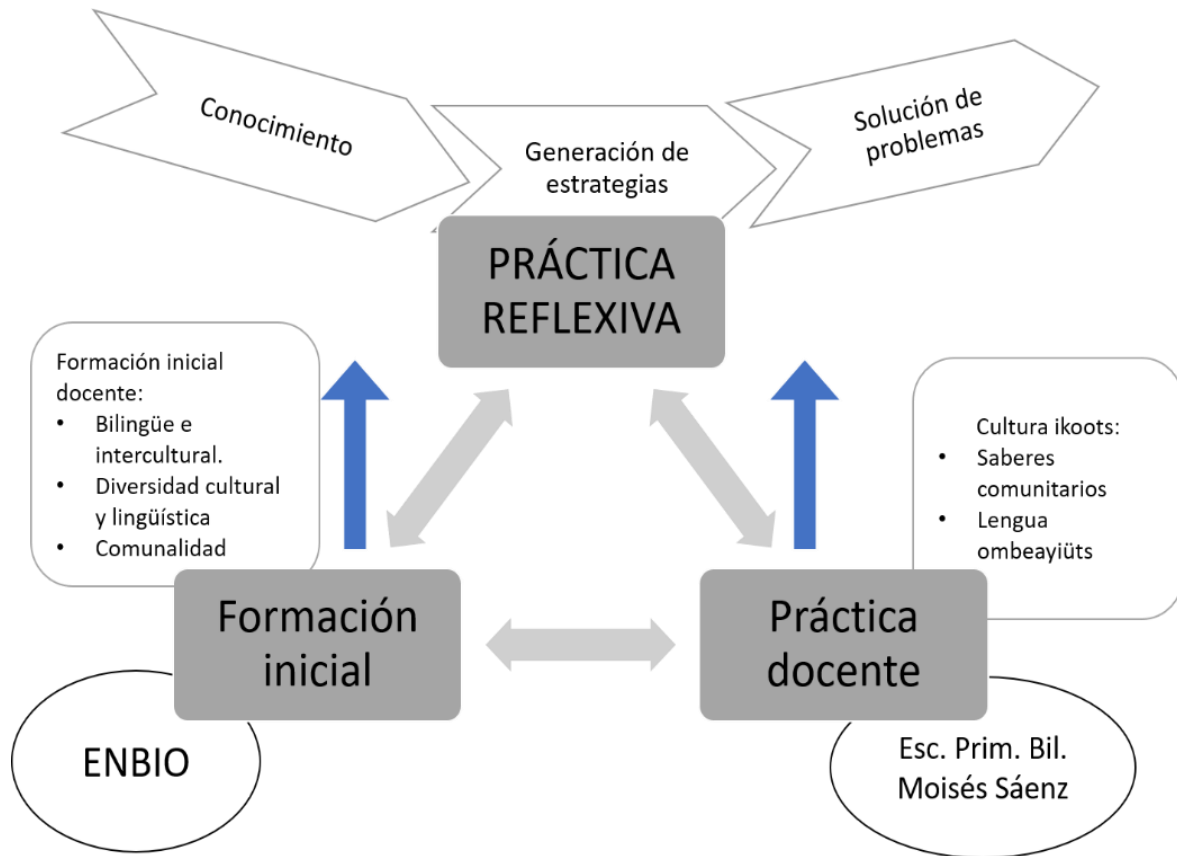 Conocimiento
Generación de
estrategias
Solución de
problemas
PRÁCTICA
REFLEXIVA
Formación inicial
docente:
• Bilingüe e
intercultural.
• Diversidad cultural
y lingüística
• Comunalidad
Cultura ikoots:
• Saberes
comunitarios
• Lengua
ombeayiüts
Formación
inicial
Práctica
docente
ENBIO
Esc. Prim. Bil.
Moisés Sáenz